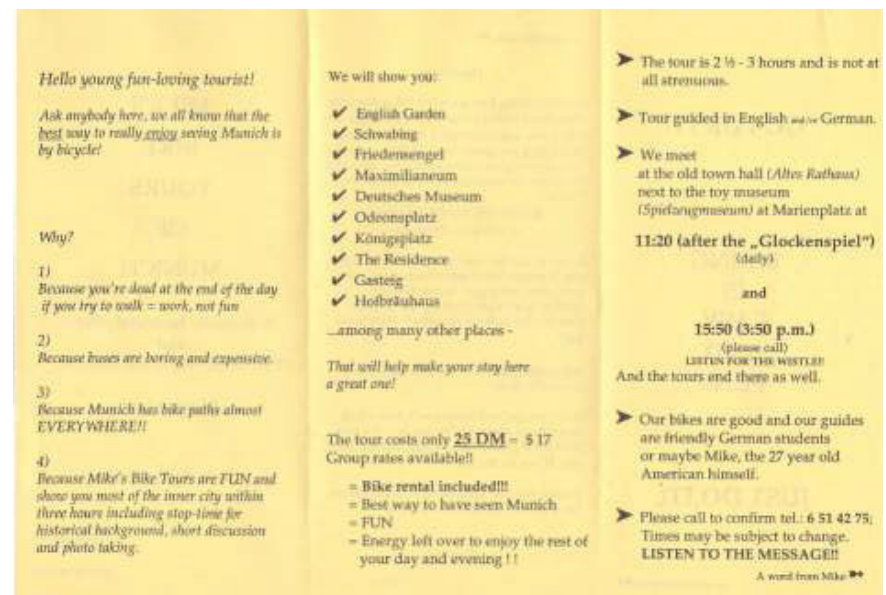 Hello young fun-loving tourist!
Ask anybody here, we all know that the
best way to really enjoy seeing Munich is
by bicycle!
Why?
1)
Because you're dead at the end of the day
if you try to walk = work, not fun
2)
Because buses are boring and expensive.
3)
Because Munich has bike paths almost
EVERYWHERE!!
4)
Because Mike's Bike Tours are FUN and
show you most of the inner city within
three hours including stop-time for
historical background, short discussion
and photo taking.
We will show you:
✔ English Garden
✔ Schwabing
✔ Friedensengel
✔ Maximilianeum
✔ Deutsches Museum
✔ Odeonsplatz
✔ Königsplatz
✔ The Residence
✔ Gasteig
✔ Hofbräuhaus
...among many other places -
That will help make your stay here
a great one!
The tour costs only 25 DM = $ 17
Group rates available!!
= Bike rental included!!!
= Best way to have seen Munich
= FUN
= Energy left over to enjoy the rest of
your day and evening ! !
➤ The tour is 2 ½ - 3 hours and is not at
all strenuous.
➤ Tour guided in English and/or German.
➤ We meet
at the old town hall (Altes Rathaus)
next to the toy museum
(Spielzeugmuseum) at Marienplatz at
11:20 (after the „Glockenspiel")
(daily)
and
15:50 (3:50 p.m.)
(please call)
LISTEN FOR THE WISTLE!!
And the tours end there as well.
➤ Our bikes are good and our guides
are friendly German students
or maybe Mike, the 27 year old
American himself.
➤ Please call to confirm tel.: 6 51 42 75;
Times may be subject to change.
LISTEN TO THE MESSAGE!!
A word from Mike